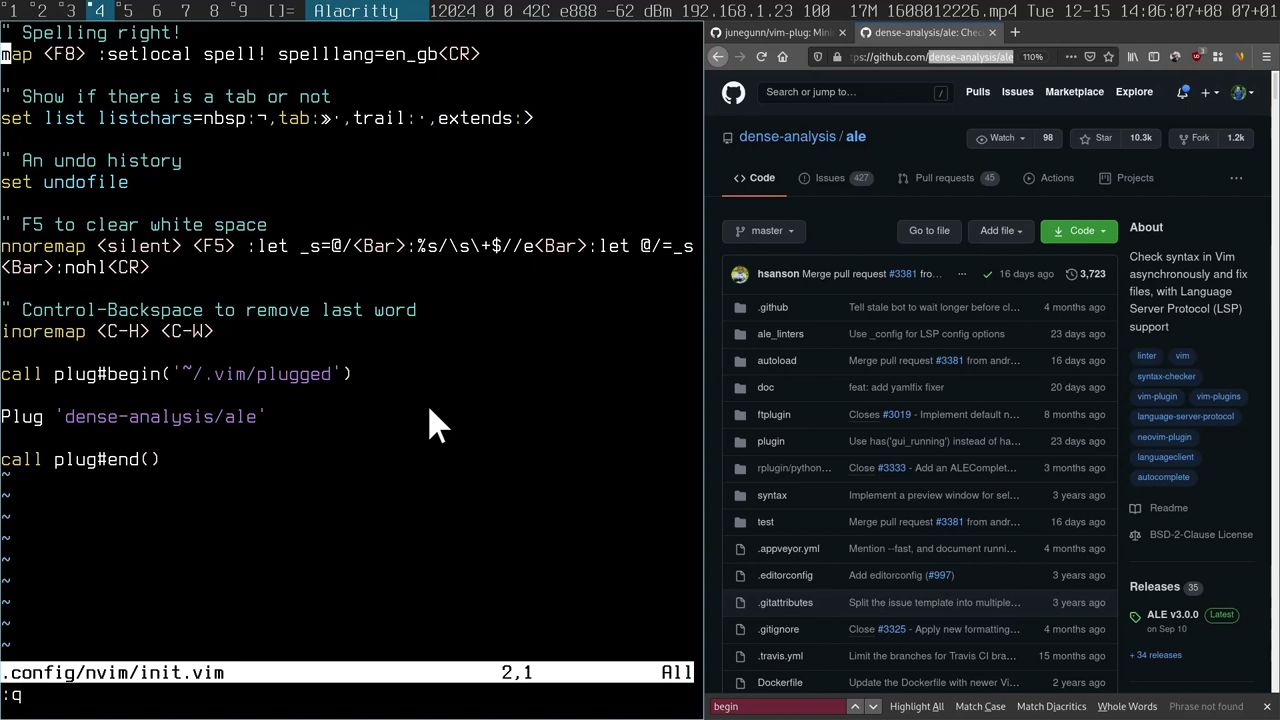 1 2 3 4 5 6 7 8 9 []= Alacritty 12024 0 0 42C e888 -62 dBm 192.168.1.23 100 17M 1608012226.mp4 Tue 12-15 14:06:07+08 07+01
" Spelling right!
map <F8> :setlocal spell! spelllang=en_gb<CR>
" Show if there is a tab or not
set list listchars=nbsp:¬,tab:»·,trail:·,extends:>
" An undo history
set undofile
" F5 to clear white space
nnoremap <silent> <F5> :let _s=@/<Bar>:%s/\s\+$//e<Bar>:let @/=_s
<Bar>:nohl<CR>
" Control-Backspace to remove last word
inoremap <C-H> <C-W>
call plug#begin('~/.vim/plugged')
Plug 'dense-analysis/ale'
call plug#end()
~
~
~
~
~
~
~
~
~
.config/nvim/init.vim 2,1 All
:q
junegunn/vim-plug: Mini
dense-analysis/ale: Chec
tps://github.com/dense-analysis/ale 110%
Search or jump to… /
Pulls Issues Marketplace Explore
dense-analysis / ale
Watch 98 Star 10.3k Fork 1.2k
Code Issues 427 Pull requests 45 Actions Projects
master Go to file Add file Code
hsanson Merge pull request #3381 fro… 16 days ago 3,723
.github Tell stale bot to wait longer before cl… 4 months ago
ale_linters Use _config for LSP config options 23 days ago
autoload Merge pull request #3381 from andr… 16 days ago
doc feat: add yamlfix fixer 20 days ago
ftplugin Closes #3019 - Implement default n… 8 months ago
plugin Use has('gui_running') instead of ha… 23 days ago
rplugin/python… Close #3333 - Add an ALEComplet… 3 months ago
syntax Implement a preview window for sel… 3 years ago
test Merge pull request #3381 from andr… 16 days ago
.appveyor.yml Mention --fast, and document runni… 4 months ago
.editorconfig Add editorconfig (#997) 3 years ago
.gitattributes Split the issue template into multiple… 3 years ago
.gitignore Close #3325 - Apply new formatting… 4 months ago
.travis.yml Limit the branches for Travis CI bra… 15 months ago
Dockerfile Update the Dockerfile with newer Vi… 2 months ago
About
Check syntax in Vim
asynchronously and fix
files, with Language
Server Protocol (LSP)
support
linter vim
syntax-checker
vim-plugin vim-plugins
language-server-protocol
neovim-plugin
languageclient
autocomplete
Readme
BSD-2-Clause License
Releases 35
ALE v3.0.0 Latest
on Sep 10
+ 34 releases
begin Highlight All Match Case Match Diacritics Whole Words Phrase not found